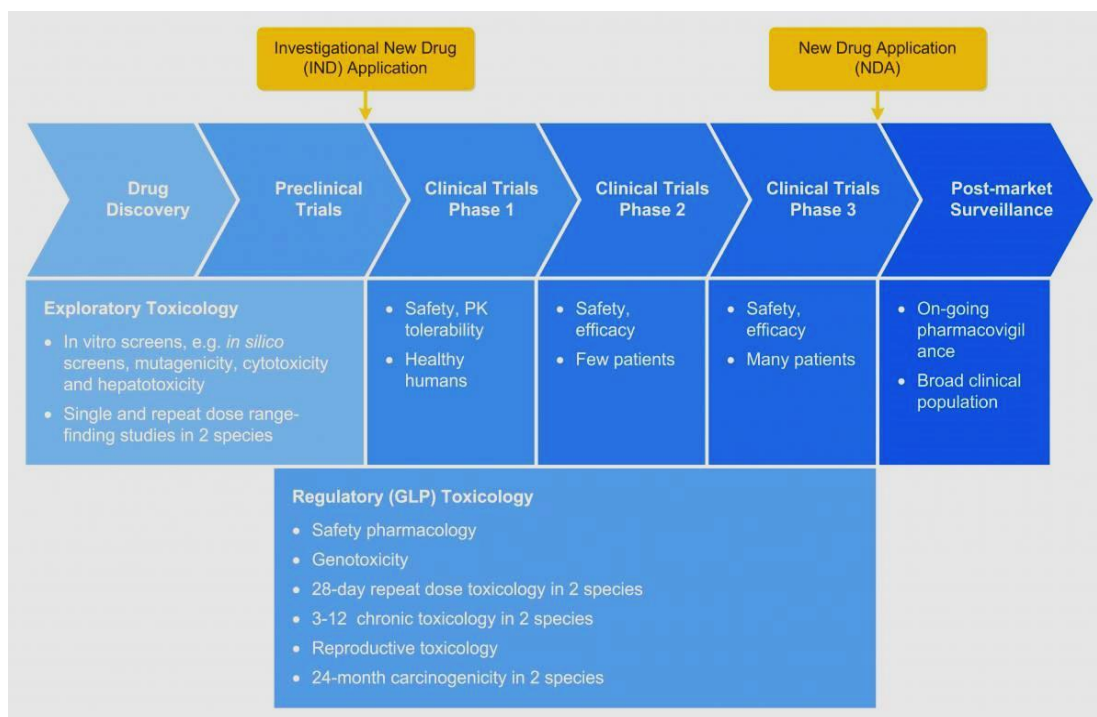 Investigational New Drug
(IND) Application
New Drug Application
(NDA)
Drug
Discovery
Preclinical
Trials
Clinical Trials
Phase 1
Clinical Trials
Phase 2
Clinical Trials
Phase 3
Post-market
Surveillance
Exploratory Toxicology
• In vitro screens, e.g. in silico
screens, mutagenicity, cytotoxicity
and hepatotoxicity
• Single and repeat dose range-
finding studies in 2 species
• Safety, PK
tolerability
• Healthy
humans
• Safety,
efficacy
• Few patients
• Safety,
efficacy
• Many patients
• On-going
pharmacovigil
ance
• Broad clinical
population
Regulatory (GLP) Toxicology
• Safety pharmacology
• Genotoxicity
• 28-day repeat dose toxicology in 2 species
• 3-12 chronic toxicology in 2 species
• Reproductive toxicology
• 24-month carcinogenicity in 2 species